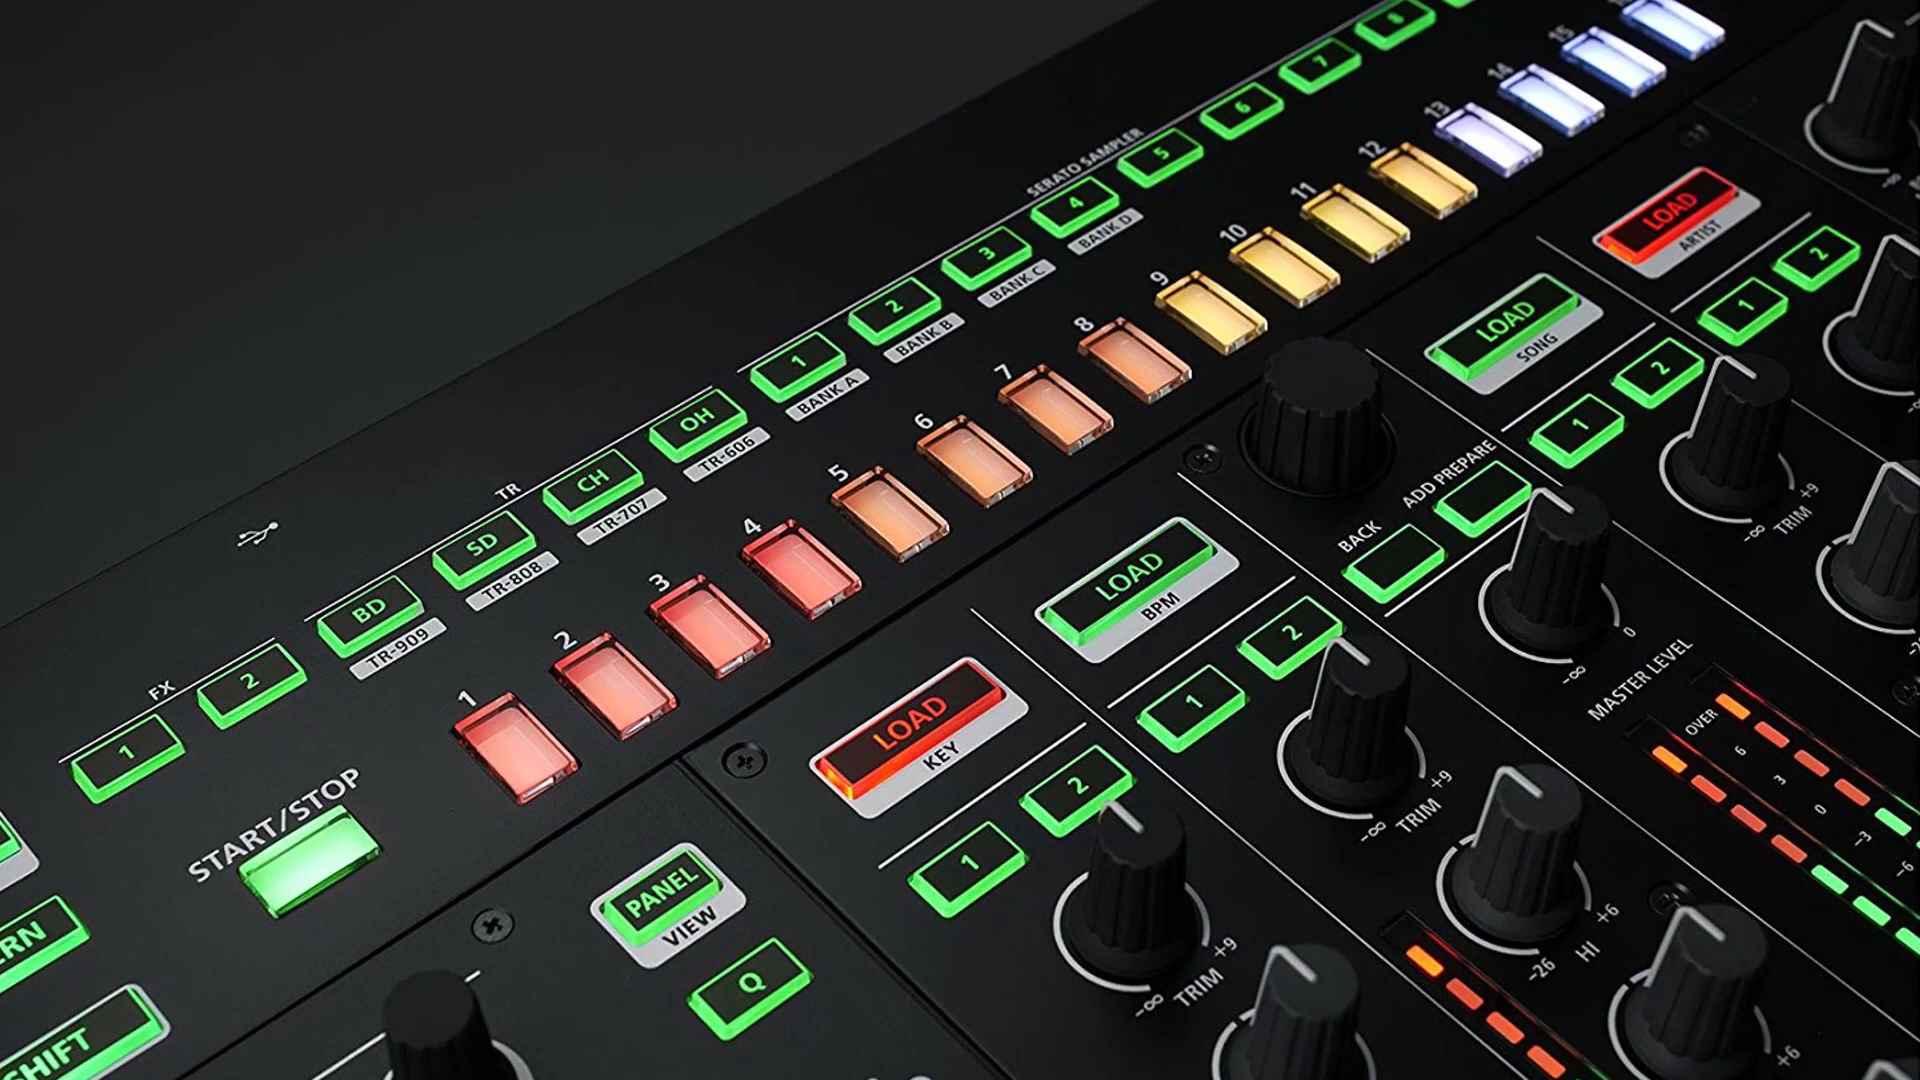 FX
1
2
TR
BD
TR-909
SD
TR-808
CH
TR-707
OH
TR-606
SERATO SAMPLER
1
BANK A
2
BANK B
3
BANK C
4
BANK D
5
6
7
8
START/STOP
1
2
3
4
5
6
7
8
9
10
11
12
13
14
15
SHIFT
PANEL
VIEW
Q
LOAD
KEY
LOAD
BPM
LOAD
SONG
LOAD
ARTIST
1
2
1
2
1
2
1
2
BACK
ADD PREPARE
-∞ TRIM +9
-∞ TRIM +9
-∞ TRIM +9
-∞ 0
MASTER LEVEL
OVER
6
3
0
-3
-6
-26 HI +6
+6